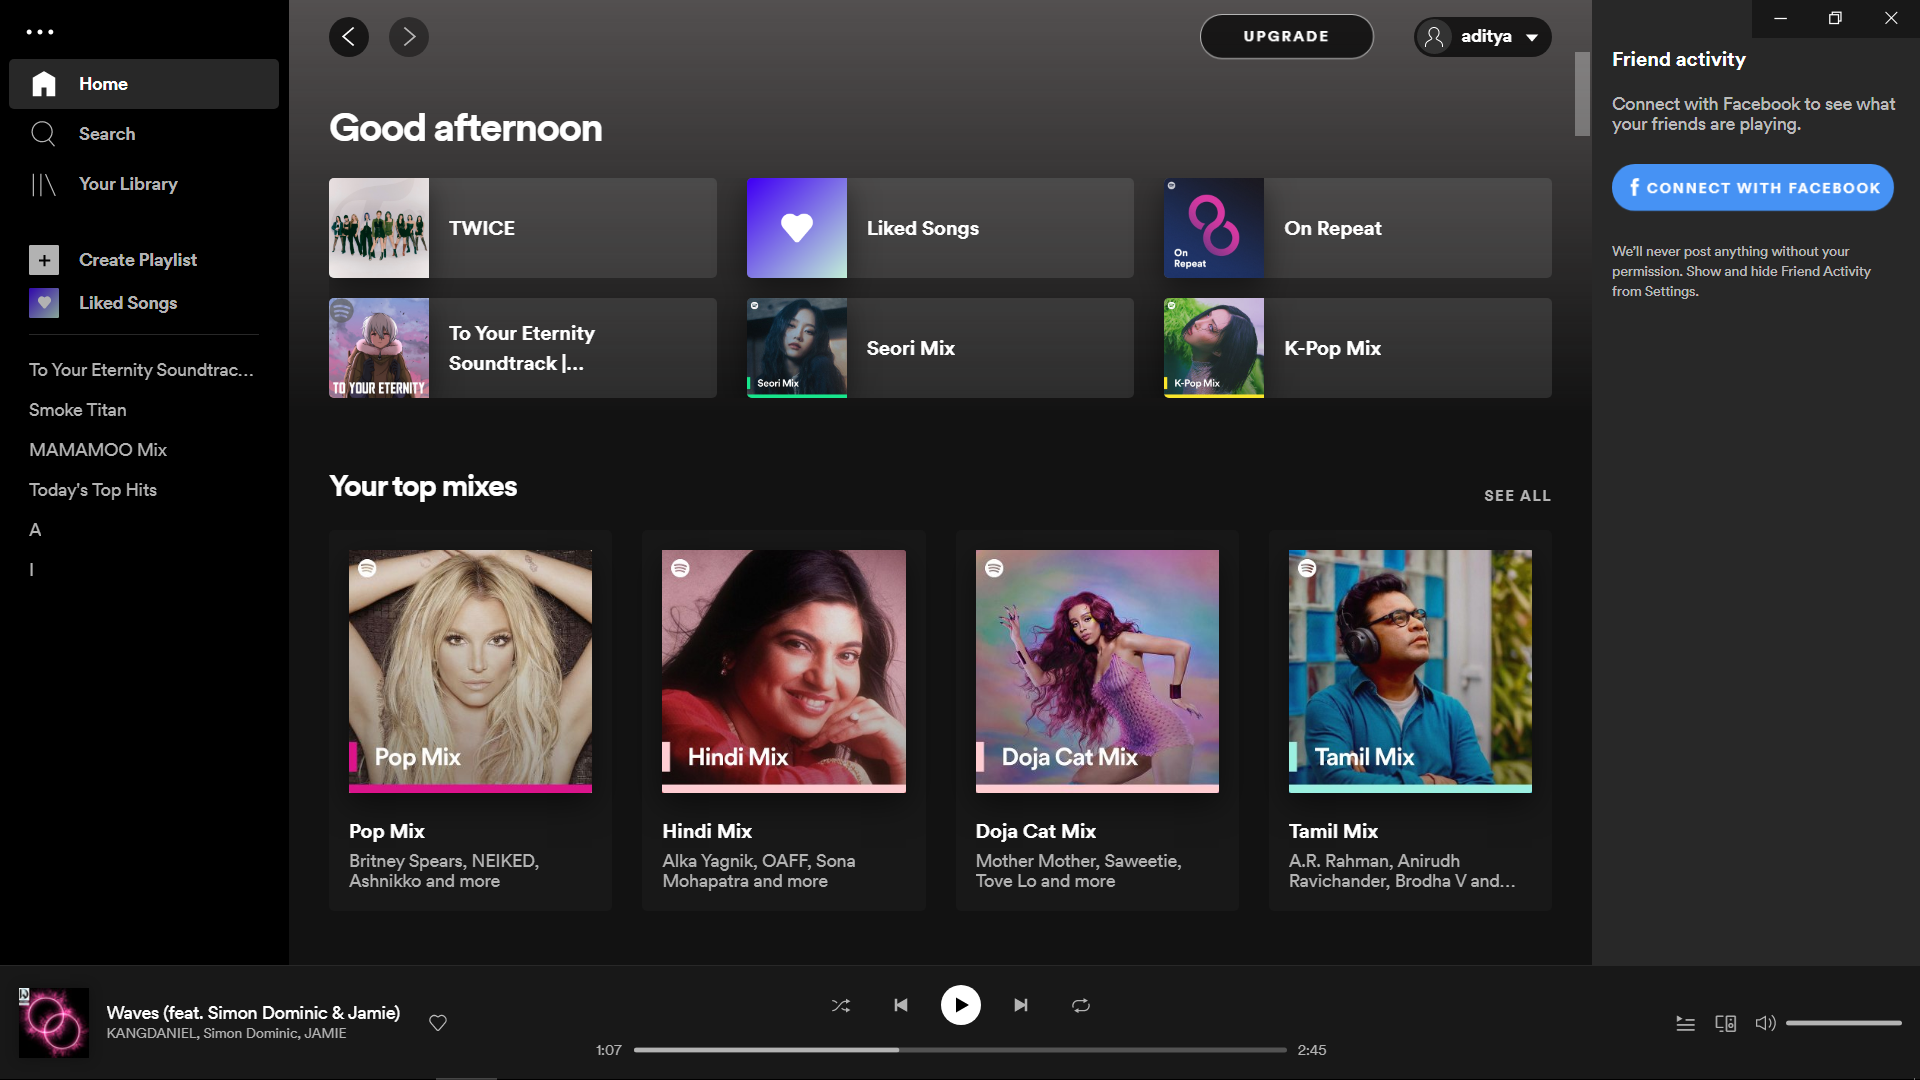 Home
Search
Your Library
Create Playlist
Liked Songs
To Your Eternity Soundtrac...
Smoke Titan
MAMAMOO Mix
Today's Top Hits
A
I
UPGRADE
aditya
Good afternoon
TWICE
Liked Songs
On
Repeat
On Repeat
TO YOUR ETERNITY
To Your Eternity
Soundtrack |...
Seori Mix
Seori Mix
K-Pop Mix
K-Pop Mix
Your top mixes
SEE ALL
Pop Mix
Pop Mix
Britney Spears, NEIKED,
Ashnikko and more
Hindi Mix
Hindi Mix
Alka Yagnik, OAFF, Sona
Mohapatra and more
Doja Cat Mix
Doja Cat Mix
Mother Mother, Saweetie,
Tove Lo and more
Tamil Mix
Tamil Mix
A.R. Rahman, Anirudh
Ravichander, Brodha V and...
Friend activity
Connect with Facebook to see what
your friends are playing.
f CONNECT WITH FACEBOOK
We'll never post anything without your
permission. Show and hide Friend Activity
from Settings.
Waves (feat. Simon Dominic & Jamie)
KANGDANIEL, Simon Dominic, JAMIE
1:07
2:45